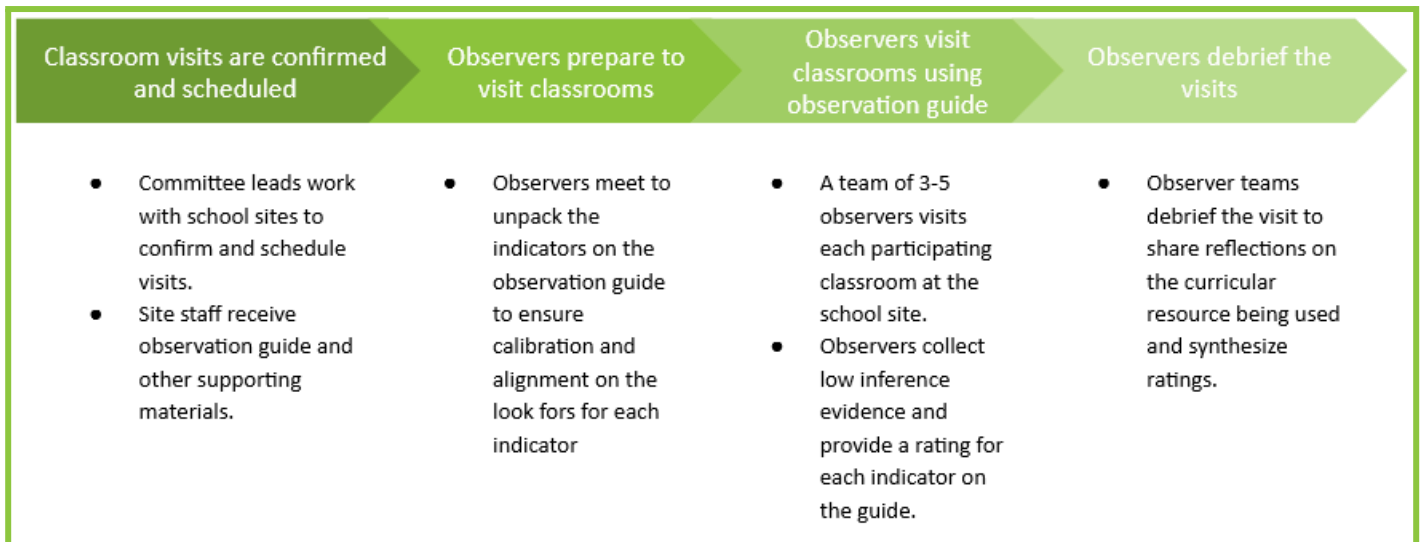 Classroom visits are confirmed
and scheduled
Observers prepare to
visit classrooms
Observers visit
classrooms using
observation guide
Observers debrief the
visits
● Committee leads work
with school sites to
confirm and schedule
visits.
● Site staff receive
observation guide and
other supporting
materials.
● Observers meet to
unpack the
indicators on the
observation guide
to ensure
calibration and
alignment on the
look fors for each
indicator
● A team of 3-5
observers visits
each participating
classroom at the
school site.
● Observers collect
low inference
evidence and
provide a rating for
each indicator on
the guide.
● Observer teams
debrief the visit to
share reflections on
the curricular
resource being used
and synthesize
ratings.